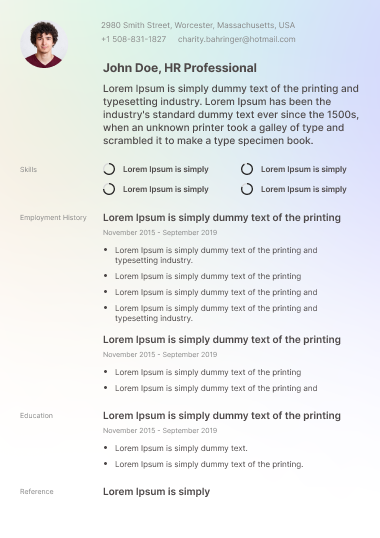 2980 Smith Street, Worcester, Massachusetts, USA
+1 508-831-1827 charity.bahringer@hotmail.com
John Doe, HR Professional
Lorem Ipsum is simply dummy text of the printing and
typesetting industry. Lorem Ipsum has been the
industry's standard dummy text ever since the 1500s,
when an unknown printer took a galley of type and
scrambled it to make a type specimen book.
Skills
Lorem Ipsum is simply Lorem Ipsum is simply
Lorem Ipsum is simply Lorem Ipsum is simply
Employment History
Lorem Ipsum is simply dummy text of the printing
November 2015 - September 2019
• Lorem Ipsum is simply dummy text of the printing and
typesetting industry.
• Lorem Ipsum is simply dummy text of the printing
• Lorem Ipsum is simply dummy text of the printing and
• Lorem Ipsum is simply dummy text of the printing and
typesetting industry.
Lorem Ipsum is simply dummy text of the printing
November 2015 - September 2019
• Lorem Ipsum is simply dummy text of the printing
• Lorem Ipsum is simply dummy text of the printing and
Education
Lorem Ipsum is simply dummy text of the printing
November 2015 - September 2019
• Lorem Ipsum is simply dummy text.
• Lorem Ipsum is simply dummy text of the printing.
Reference
Lorem Ipsum is simply